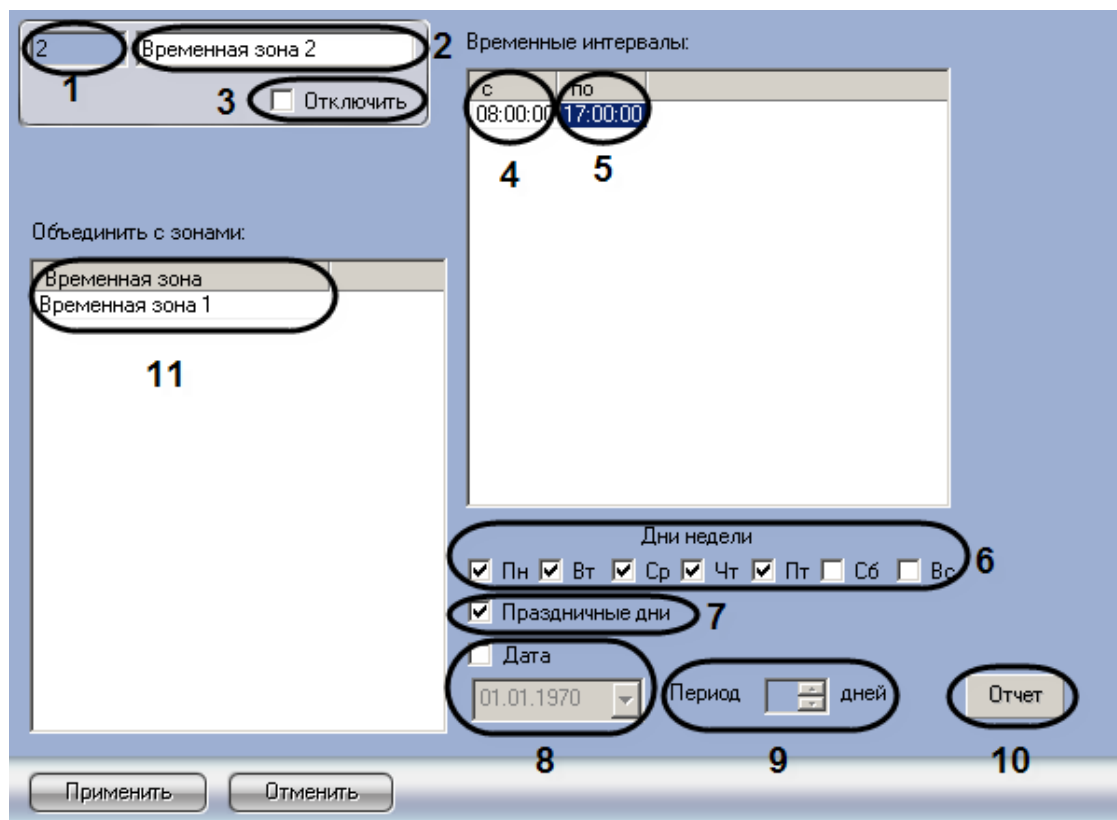 2 Временная зона 2 2
1
3 Отключить
Временные интервалы:
с по
08:00:00 17:00:00
4 5
Объединить с зонами:
Временная зона
Временная зона 1
11
Дни недели
Пн Вт Ср Чт Пт Сб Вс 6
Праздничные дни 7
Дата
01.01.1970 Период дней Отчет
8 9 10
Применить Отменить